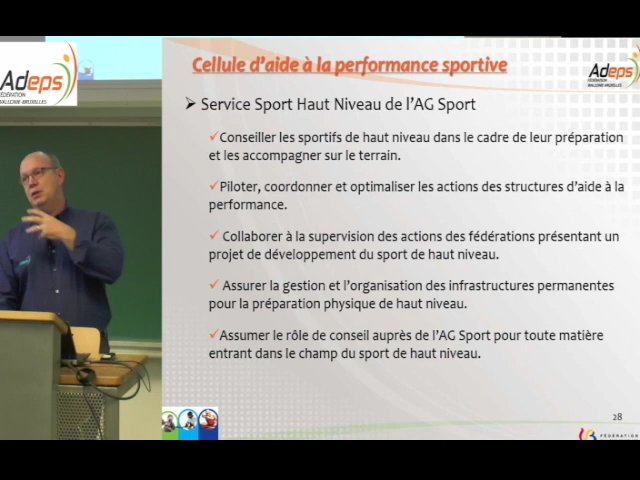 Adeps
FÉDÉRATION
WALLONIE-BRUXELLES
Cellule d'aide à la performance sportive
Adeps
FÉDÉRATION
WALLONIE-BRUXELLES
➤ Service Sport Haut Niveau de l'AG Sport
✓Conseiller les sportifs de haut niveau dans le cadre de leur préparation
et les accompagner sur le terrain.
✓Piloter, coordonner et optimaliser les actions des structures d'aide à la
performance.
✓ Collaborer à la supervision des actions des fédérations présentant un
projet de développement du sport de haut niveau.
✓ Assurer la gestion et l'organisation des infrastructures permanentes
pour la préparation physique de haut niveau.
✓Assumer le rôle de conseil auprès de l'AG Sport pour toute matière
entrant dans le champ du sport de haut niveau.
28
FÉDÉRATION